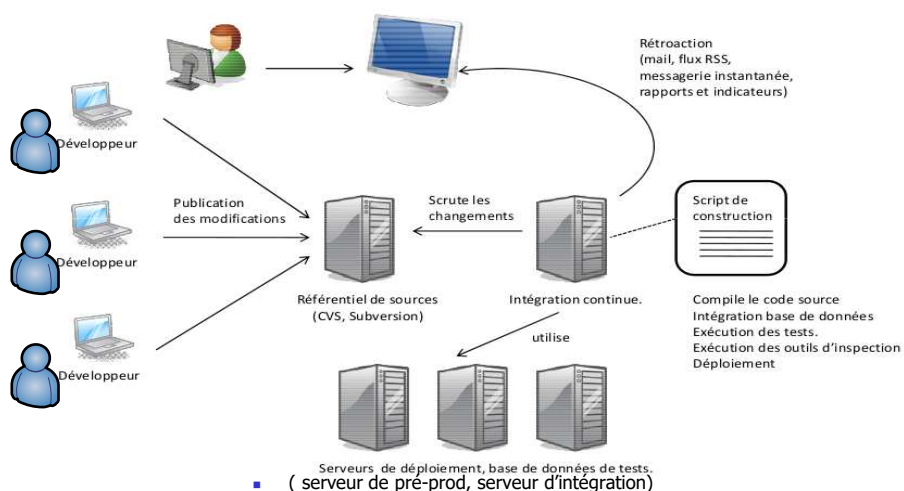 Rétroaction
(mail, flux RSS,
messagerie instantanée,
rapports et indicateurs)
Développeur
Publication
des modifications
Scrute les
changements
Script de
construction
Développeur
Référentiel de sources
(CVS, Subversion)
Intégration continue.
Compile le code source
Intégration base de données
Exécution des tests.
Exécution des outils d'inspection
Déploiement
utilise
Développeur
Serveurs de déploiement, base de données de tests.
( serveur de pré-prod, serveur d'intégration)